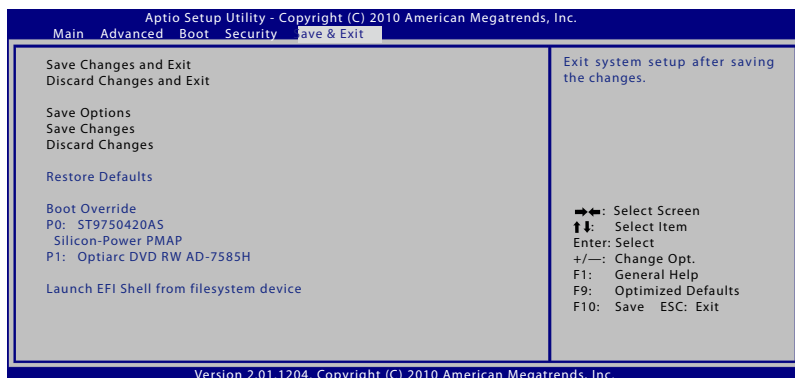 Aptio Setup Utility - Copyright (C) 2010 American Megatrends, Inc.
Main Advanced Boot Security Save & Exit
Save Changes and Exit
Discard Changes and Exit
Save Options
Save Changes
Discard Changes
Restore Defaults
Boot Override
P0: ST9750420AS
Silicon-Power PMAP
P1: Optiarc DVD RW AD-7585H
Launch EFI Shell from filesystem device
Exit system setup after saving
the changes.
→←: Select Screen
↑↓: Select Item
Enter: Select
+/—: Change Opt.
F1: General Help
F9: Optimized Defaults
F10: Save ESC: Exit
Version 2.01.1204. Copyright (C) 2010 American Megatrends, Inc.